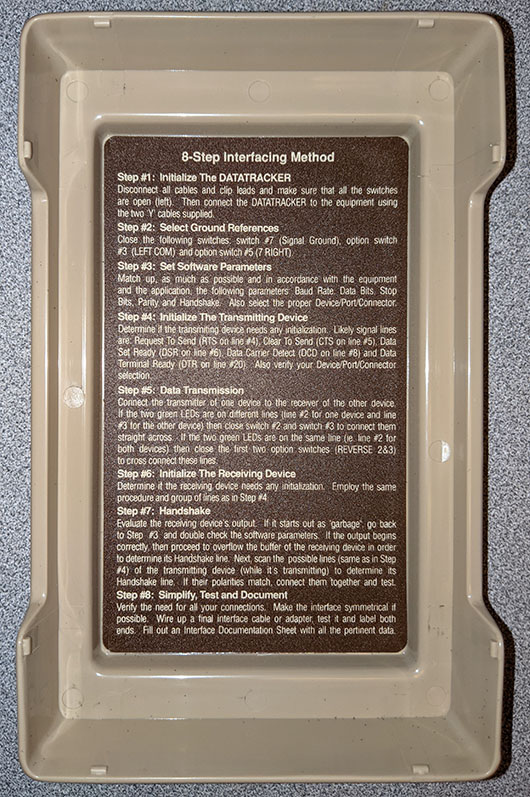 8-Step Interfacing Method
Step #1: Initialize The DATATRACKER
Disconnect all cables and clip leads and make sure that all the switches
are open (left). Then connect the DATATRACKER to the equipment using
the two 'Y' cables supplied.
Step #2: Select Ground References
Close the following switches: switch #7 (Signal Ground), option switch
#3 (LEFT COM) and option switch #5 (7 RIGHT).
Step #3: Set Software Parameters
Match up, as much as possible and in accordance with the equipment
and the application, the following parameters: Baud Rate, Data Bits, Stop
Bits, Parity and Handshake. Also select the proper Device/Port/Connector.
Step #4: Initialize The Transmitting Device
Determine if the transmiting device needs any initialization. Likely signal lines
are: Request To Send (RTS on line #4), Clear To Send (CTS on line #5), Data
Set Ready (DSR on line #6), Data Carrier Detect (DCD on line #8) and Data
Terminal Ready (DTR on line #20). Also verify your Device/Port/Connector
selection.
Step #5: Data Transmission
Connect the transmitter of one device to the receiver of the other device.
If the two green LEDs are on different lines (line #2 for one device and line
#3 for the other device) then close switch #2 and switch #3 to connect them
straight across. If the two green LEDs are on the same line (ie. line #2 for
both devices) then close the first two option switches (REVERSE 2&3)
to cross connect these lines.
Step #6: Initialize The Receiving Device
Determine if the receiving device needs any initialization. Employ the same
procedure and group of lines as in Step #4.
Step #7: Handshake
Evaluate the receiving device's output. If it starts out as 'garbage', go back
to Step #3 and double check the software parameters. If the output begins
correctly, then proceed to overflow the buffer of the receiving device in order
to determine its Handshake line. Next, scan the possible lines (same as in Step
#4) of the transmitting device (while it's transmitting) to determine its
Handshake line. If their polarities match, connect them together and test.
Step #8: Simplify, Test and Document
Verify the need for all your connections. Make the interface symmetrical if
possible. Wire up a final interface cable or adapter, test it and label both
ends. Fill out an Interface Documentation Sheet with all the pertinent data.